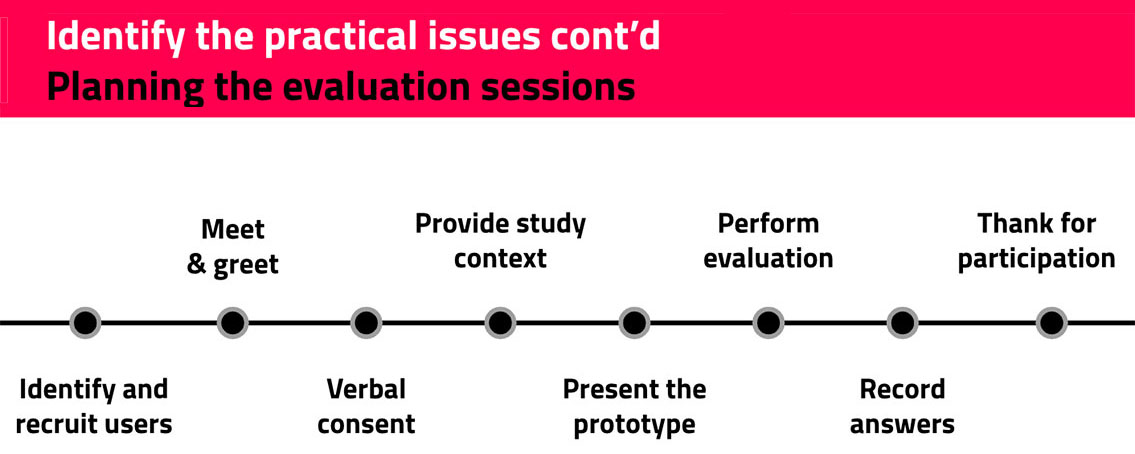 Identify the practical issues cont’d
Planning the evaluation sessions
Identify and
recruit users
Meet
& greet
Verbal
consent
Provide study
context
Present the
prototype
Perform
evaluation
Record
answers
Thank for
participation